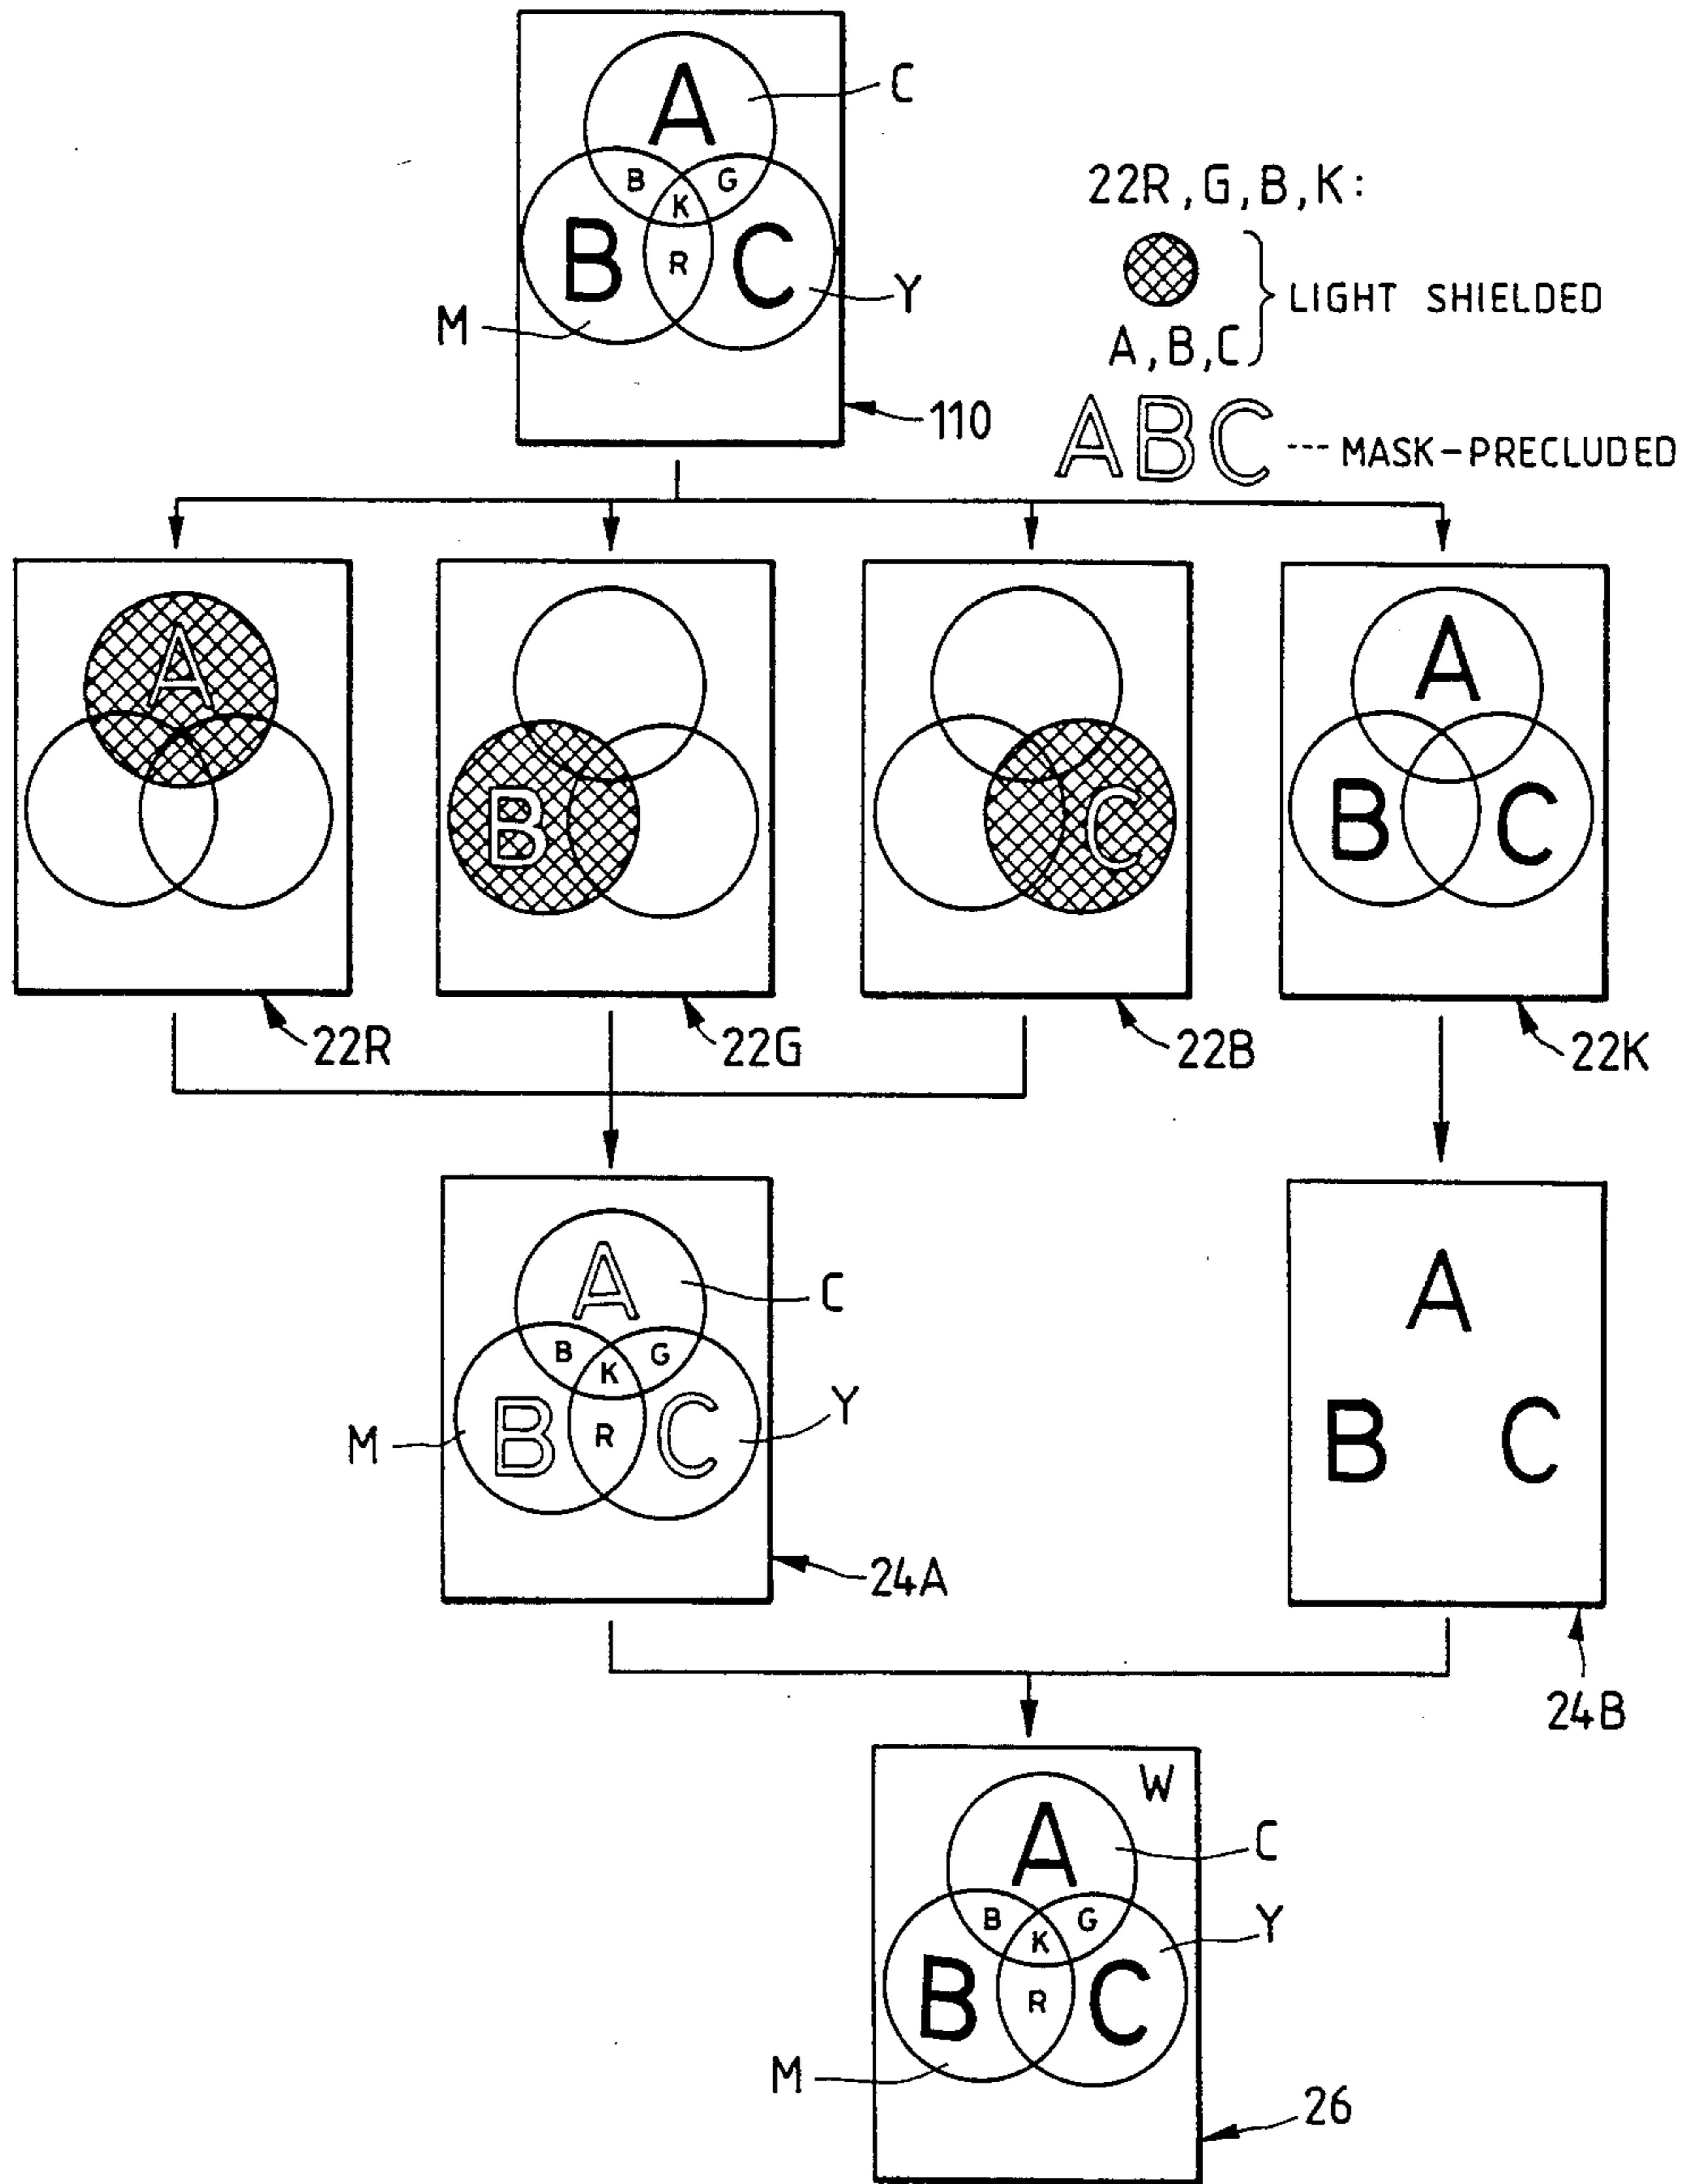 A
C
B
G
K
B
R
C
Y
M
110
22R,G,B,K:
LIGHT SHIELDED
A,B,C
ABC --- MASK-PRECLUDED
A
B
C
A
B
C
22R
22G
22B
22K
A
C
B
G
K
Y
M
B
R
C
24A
A
B
C
24B
W
A
C
B
G
K
Y
B
R
C
M
26